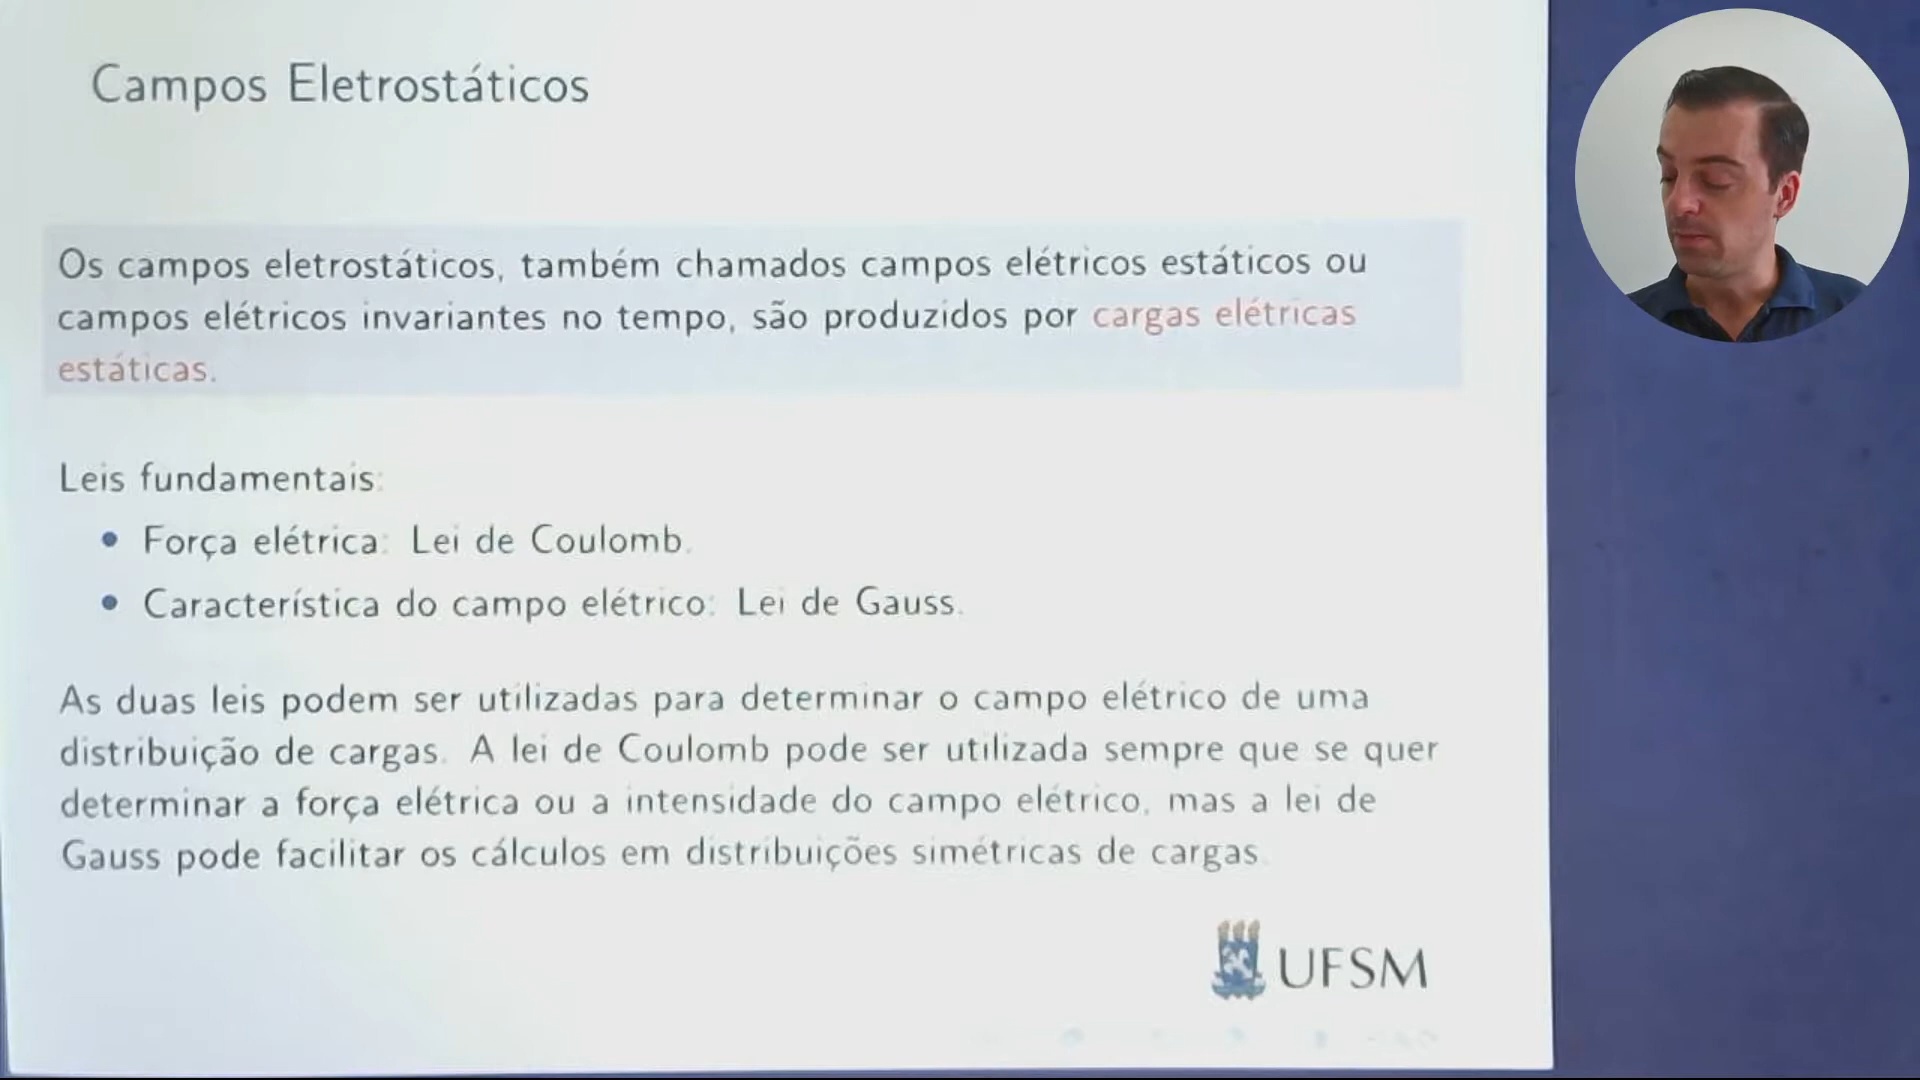 Campos Eletrostáticos
Os campos eletrostáticos, também chamados campos elétricos estáticos ou
campos elétricos invariantes no tempo, são produzidos por cargas elétricas
estáticas.
Leis fundamentais:
• Força elétrica: Lei de Coulomb.
• Característica do campo elétrico: Lei de Gauss.
As duas leis podem ser utilizadas para determinar o campo elétrico de uma
distribuição de cargas. A lei de Coulomb pode ser utilizada sempre que se quer
determinar a força elétrica ou a intensidade do campo elétrico, mas a lei de
Gauss pode facilitar os cálculos em distribuições simétricas de cargas.
UFSM